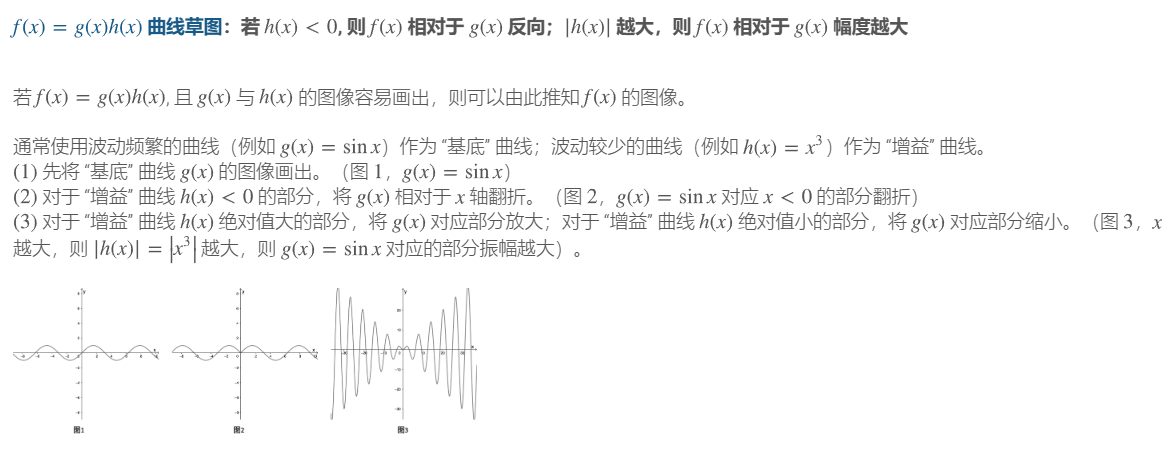 f(x) = g(x)h(x) 曲线草图：若 h(x) < 0, 则 f(x) 相对于 g(x) 反向；|h(x)| 越大，则 f(x) 相对于 g(x) 幅度越大
若 f(x) = g(x)h(x), 且 g(x) 与 h(x) 的图像容易画出，则可以由此推知 f(x) 的图像。
通常使用波动频繁的曲线（例如 g(x) = sin x）作为 “基底” 曲线；波动较少的曲线（例如 h(x) = x³ ）作为 “增益” 曲线。
(1) 先将 “基底” 曲线 g(x) 的图像画出。（图 1，g(x) = sin x）
(2) 对于 “增益” 曲线 h(x) < 0 的部分，将 g(x) 相对于 x 轴翻折。（图 2，g(x) = sin x 对应 x < 0 的部分翻折）
(3) 对于 “增益” 曲线 h(x) 绝对值大的部分，将 g(x) 对应部分放大；对于 “增益” 曲线 h(x) 绝对值小的部分，将 g(x) 对应部分缩小。（图 3，x
越大，则 |h(x)| = |x³| 越大，则 g(x) = sin x 对应的部分振幅越大）。
图1 图2 图3